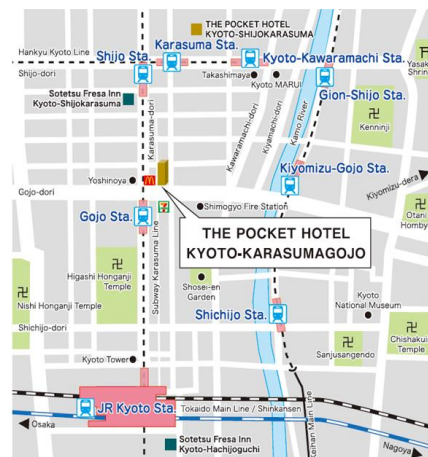 THE POCKET HOTEL
KYOTO-SHIJOKARASUMA
Karasuma Sta.
Hankyu Kyoto Line
Shijo Sta.
Kyoto-Kawaramachi Sta.
Shijo-dori
Takashimaya
Kyoto MARUI
Gion-Shijo Sta.
Sotetsu Fresa Inn
Kyoto-Shijokarasuma
Karasuma-dori
Kawaramachi-dori
Kiyamachi-dori
Kamo River
Kenninji
Yoshinoya
Kiyomizu-Gojo Sta.
Kiyomizu-dera
Gojo-dori
Shimogyo Fire Station
Otani
Gojo Sta.
THE POCKET HOTEL
KYOTO-KARASUMAGOJO
Higashi Honganji
Temple
Subway Karasuma Line
Shosei-en
Garden
Nishi Honganji Temple
Shichijo Sta.
Kyoto
National Museum
Shichijo-dori
Chishakuin
Temple
Kyoto Tower
Sanjusangendo
JR Kyoto Sta.
Tokaido Main Line / Shinkansen
Keihan Main Line
Osaka
Sotetsu Fresa Inn
Kyoto-Hachijoguchi
Nagoya